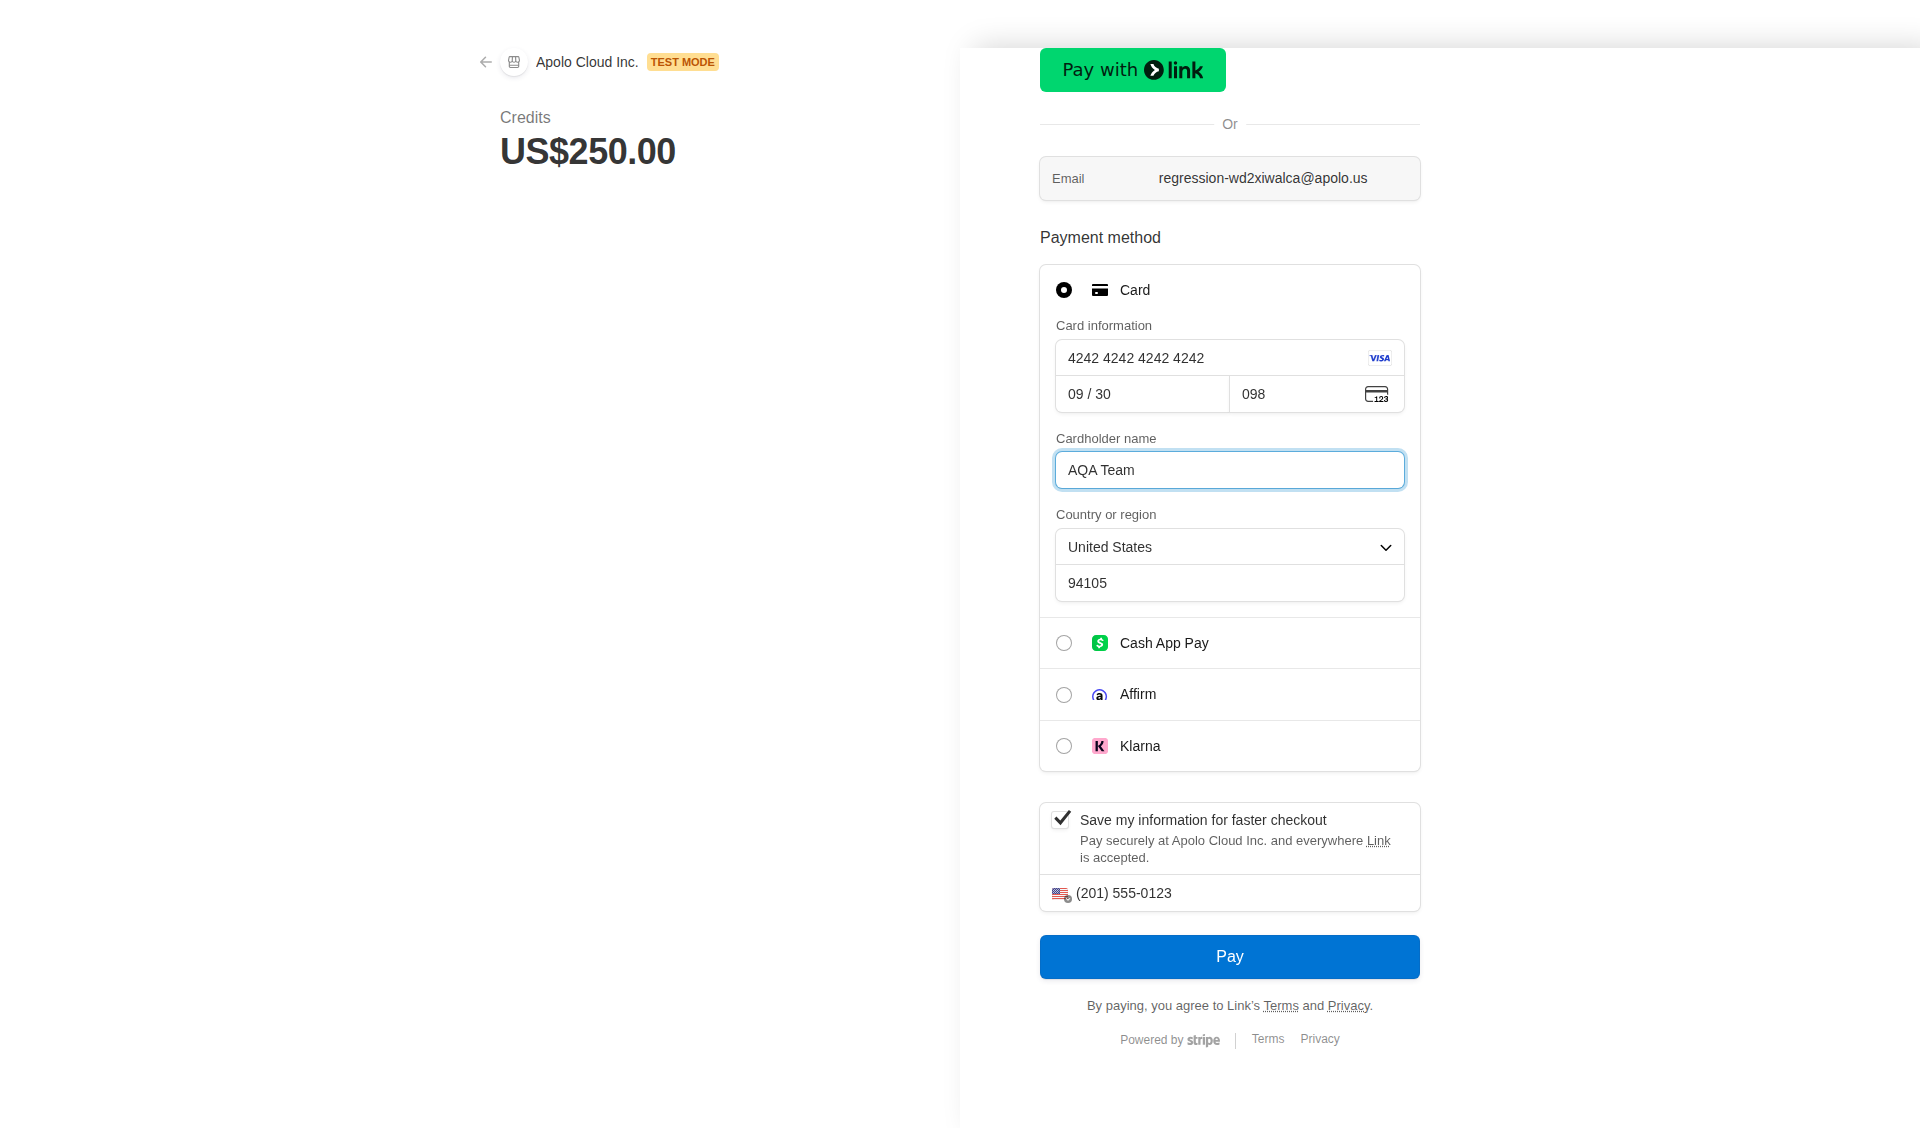 Apolo Cloud Inc. TEST MODE
Credits
US$250.00
Pay with link
Or
Email regression-wd2xiwalca@apolo.us
Payment method
Card
Card information
4242 4242 4242 4242 VISA
09 / 30 098 123
Cardholder name
AQA Team
Country or region
United States
94105
Cash App Pay
Affirm
Klarna
Save my information for faster checkout
Pay securely at Apolo Cloud Inc. and everywhere Link
is accepted.
(201) 555-0123
Pay
By paying, you agree to Link’s Terms and Privacy.
Powered by stripe Terms Privacy